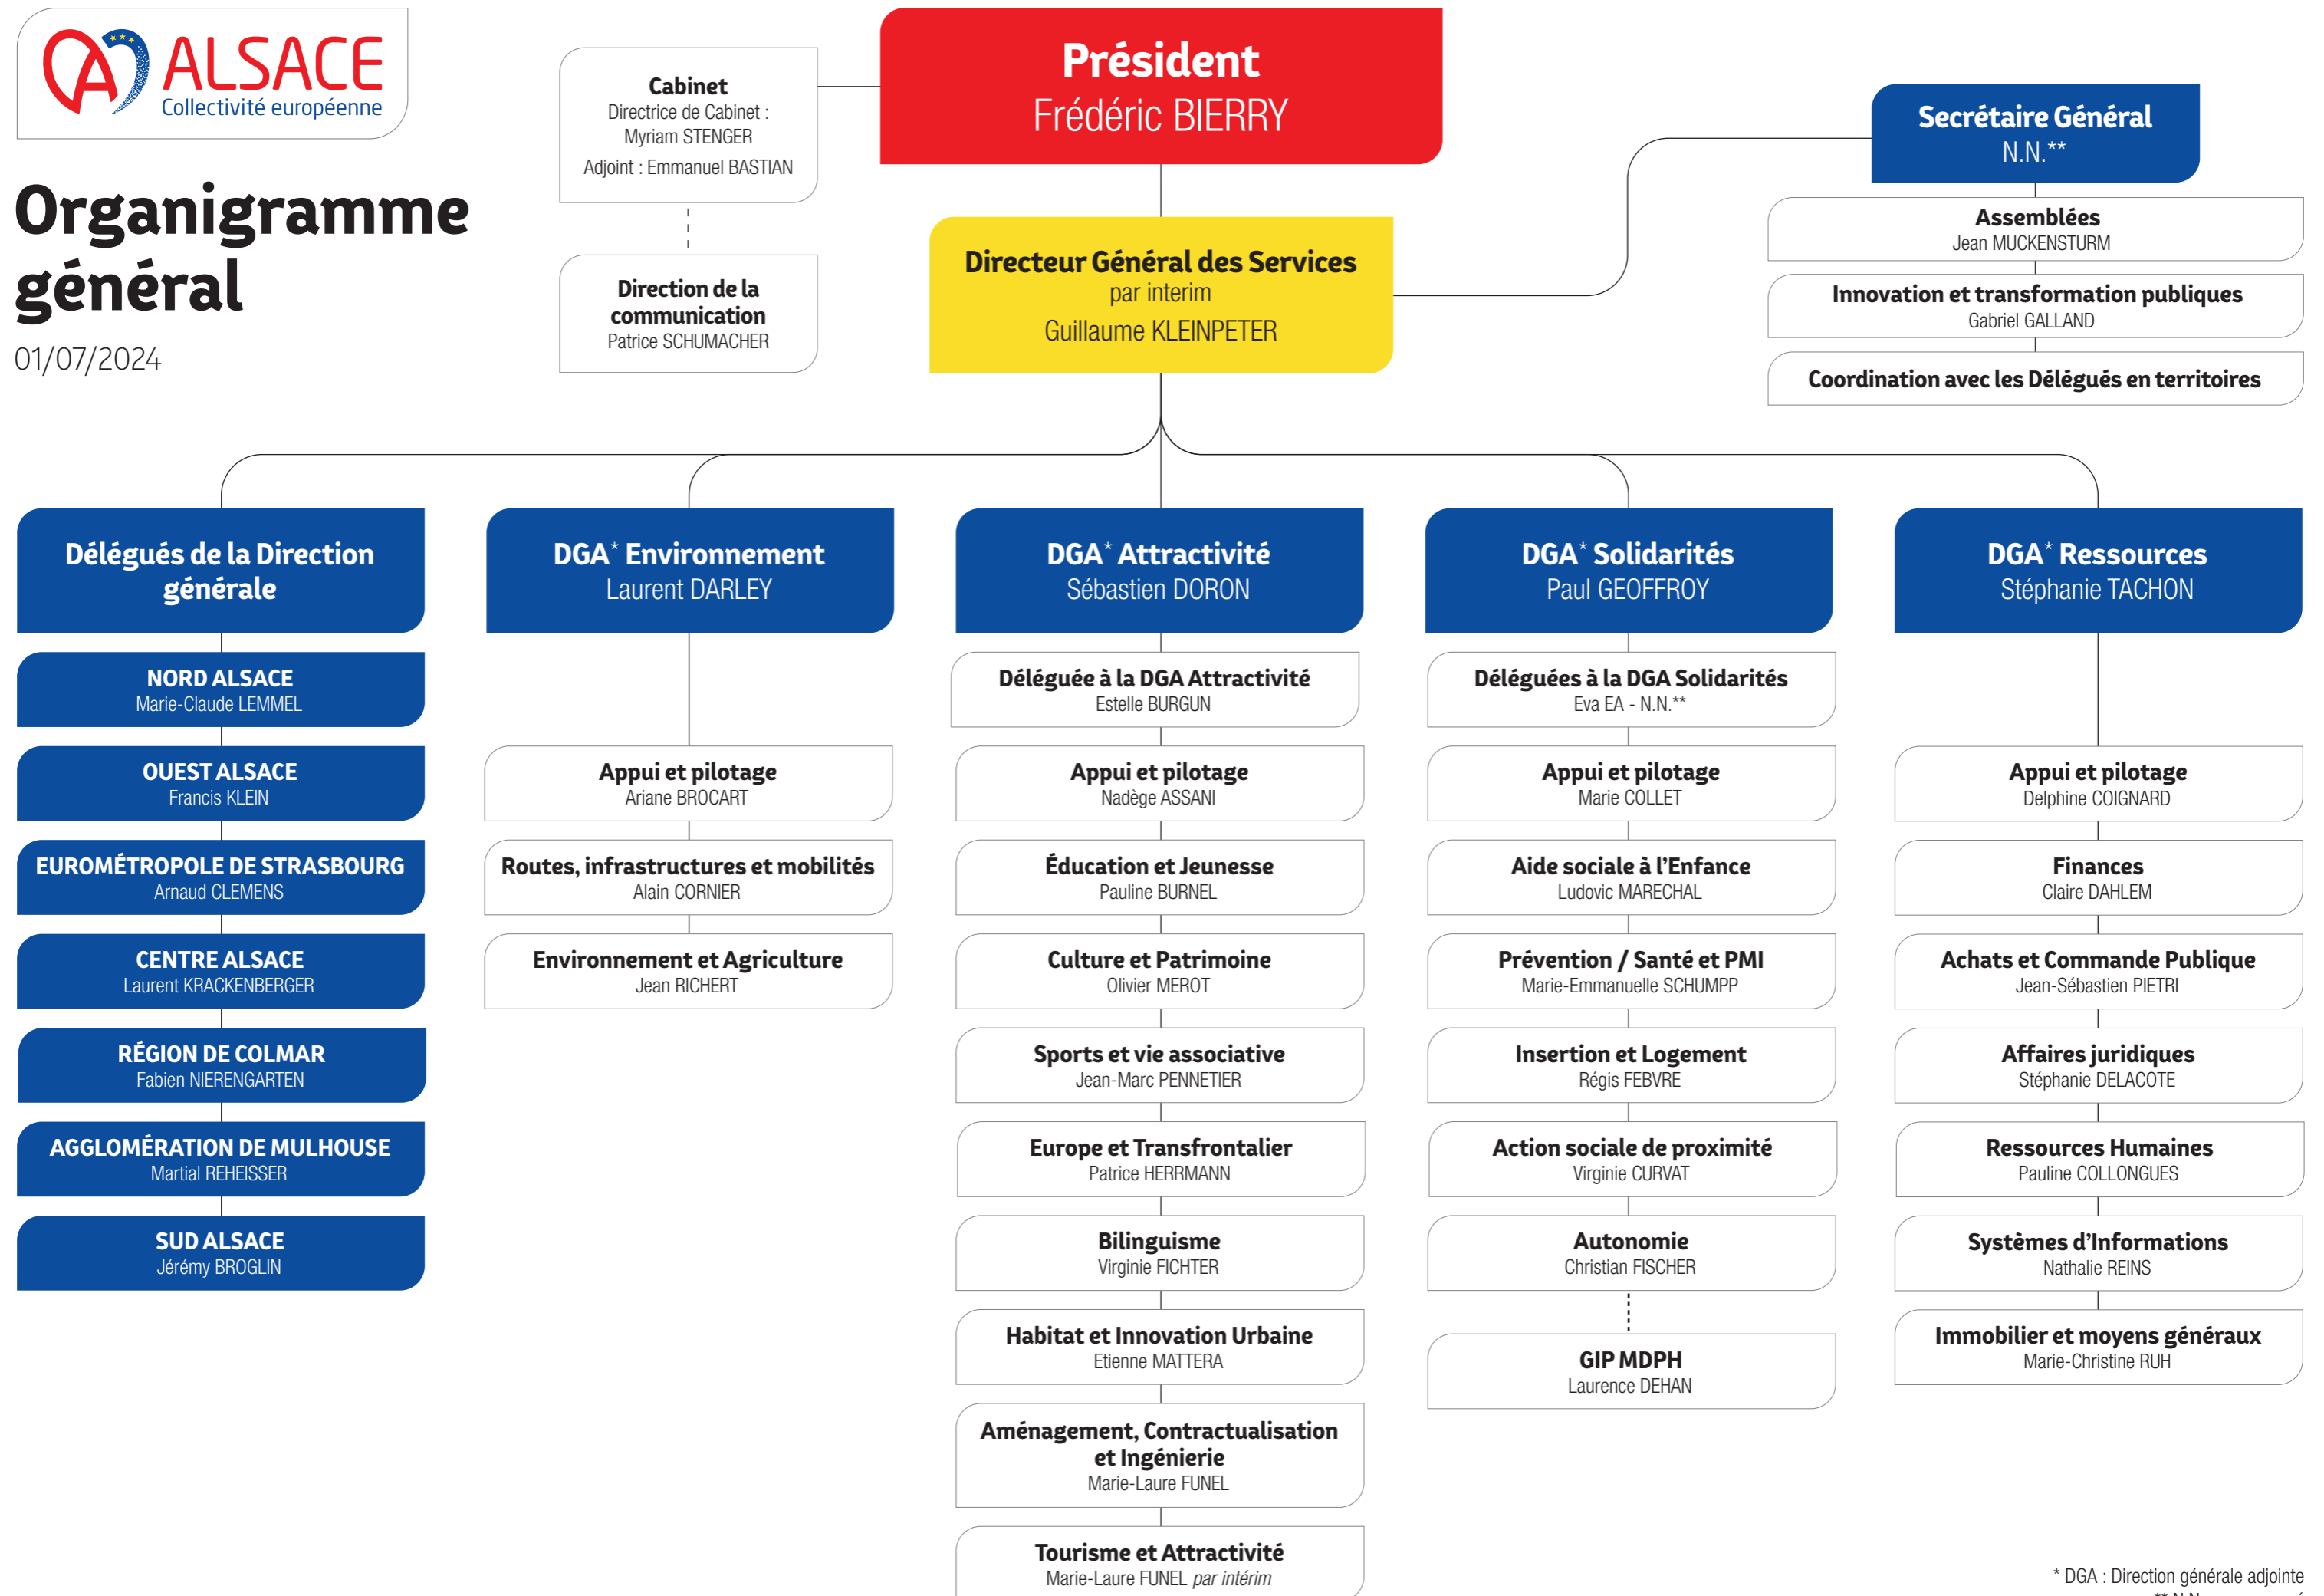 ALSACE
Collectivité européenne
Organigramme
général
01/07/2024
Cabinet
Directrice de Cabinet :
Myriam STENGER
Adjoint : Emmanuel BASTIAN
Direction de la
communication
Patrice SCHUMACHER
Président
Frédéric BIERRY
Directeur Général des Services
par interim
Guillaume KLEINPETER
Secrétaire Général
N.N.**
Assemblées
Jean MUCKENSTURM
Innovation et transformation publiques
Gabriel GALLAND
Coordination avec les Délégués en territoires
Délégués de la Direction
générale
NORD ALSACE
Marie-Claude LEMMEL
OUEST ALSACE
Francis KLEIN
EUROMÉTROPOLE DE STRASBOURG
Arnaud CLEMENS
CENTRE ALSACE
Laurent KRACKENBERGER
RÉGION DE COLMAR
Fabien NIERENGARTEN
AGGLOMÉRATION DE MULHOUSE
Martial REHEISSER
SUD ALSACE
Jérémy BROGLIN
DGA* Environnement
Laurent DARLEY
Appui et pilotage
Ariane BROCART
Routes, infrastructures et mobilités
Alain CORNIER
Environnement et Agriculture
Jean RICHERT
DGA* Attractivité
Sébastien DORON
Déléguée à la DGA Attractivité
Estelle BURGUN
Appui et pilotage
Nadège ASSANI
Éducation et Jeunesse
Pauline BURNEL
Culture et Patrimoine
Olivier MEROT
Sports et vie associative
Jean-Marc PENNETIER
Europe et Transfrontalier
Patrice HERRMANN
Bilinguisme
Virginie FICHTER
Habitat et Innovation Urbaine
Etienne MATTERA
Aménagement, Contractualisation
et Ingénierie
Marie-Laure FUNEL
Tourisme et Attractivité
Marie-Laure FUNEL par intérim
DGA* Solidarités
Paul GEOFFROY
Déléguées à la DGA Solidarités
Eva EA - N.N.**
Appui et pilotage
Marie COLLET
Aide sociale à l’Enfance
Ludovic MARECHAL
Prévention / Santé et PMI
Marie-Emmanuelle SCHUMPP
Insertion et Logement
Régis FEBVRE
Action sociale de proximité
Virginie CURVAT
Autonomie
Christian FISCHER
GIP MDPH
Laurence DEHAN
DGA* Ressources
Stéphanie TACHON
Appui et pilotage
Delphine COIGNARD
Finances
Claire DAHLEM
Achats et Commande Publique
Jean-Sébastien PIETRI
Affaires juridiques
Stéphanie DELACOTE
Ressources Humaines
Pauline COLLONGUES
Systèmes d’Informations
Nathalie REINS
Immobilier et moyens généraux
Marie-Christine RUH
* DGA : Direction générale adjointe